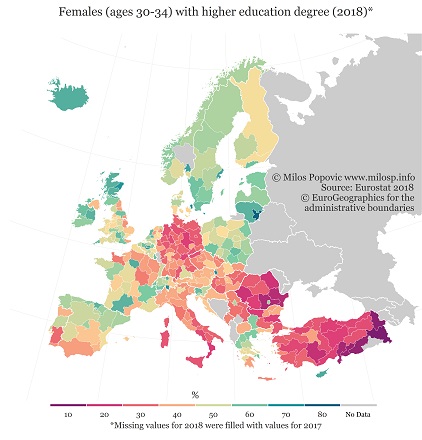 Females (ages 30-34) with higher education degree (2018)*
© Milos Popovic www.milosp.info
Source: Eurostat 2018
© EuroGeographics for the
administrative boundaries
%
10 20 30 40 50 60 70 80 No Data
*Missing values for 2018 were filled with values for 2017